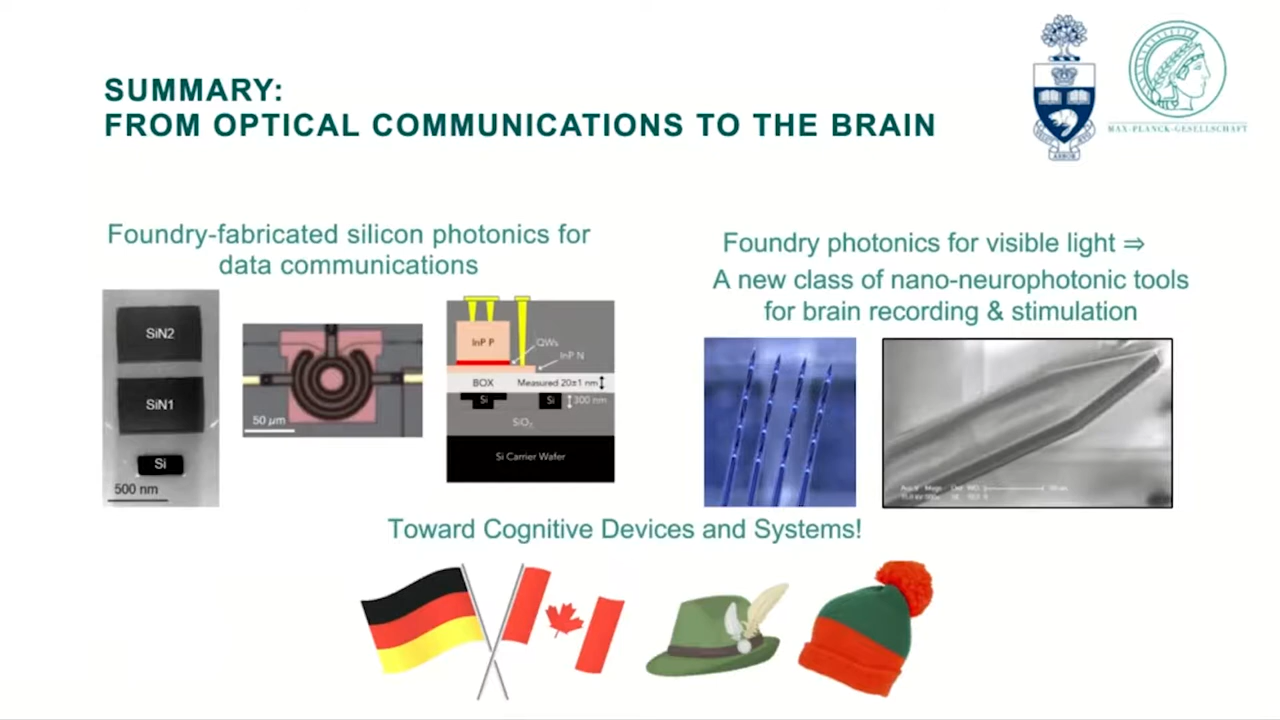 SUMMARY:
FROM OPTICAL COMMUNICATIONS TO THE BRAIN
MAX-PLANCK-GESELLSCHAFT
Foundry-fabricated silicon photonics for
data communications
SiN2
SiN1
Si
500 nm
50 µm
InP P
QWs
InP N
BOX
Measured 20±1 nm
Si
Si
300 nm
SiO₂
Si Carrier Wafer
Foundry photonics for visible light ⇒
A new class of nano-neurophotonic tools
for brain recording & stimulation
Toward Cognitive Devices and Systems!